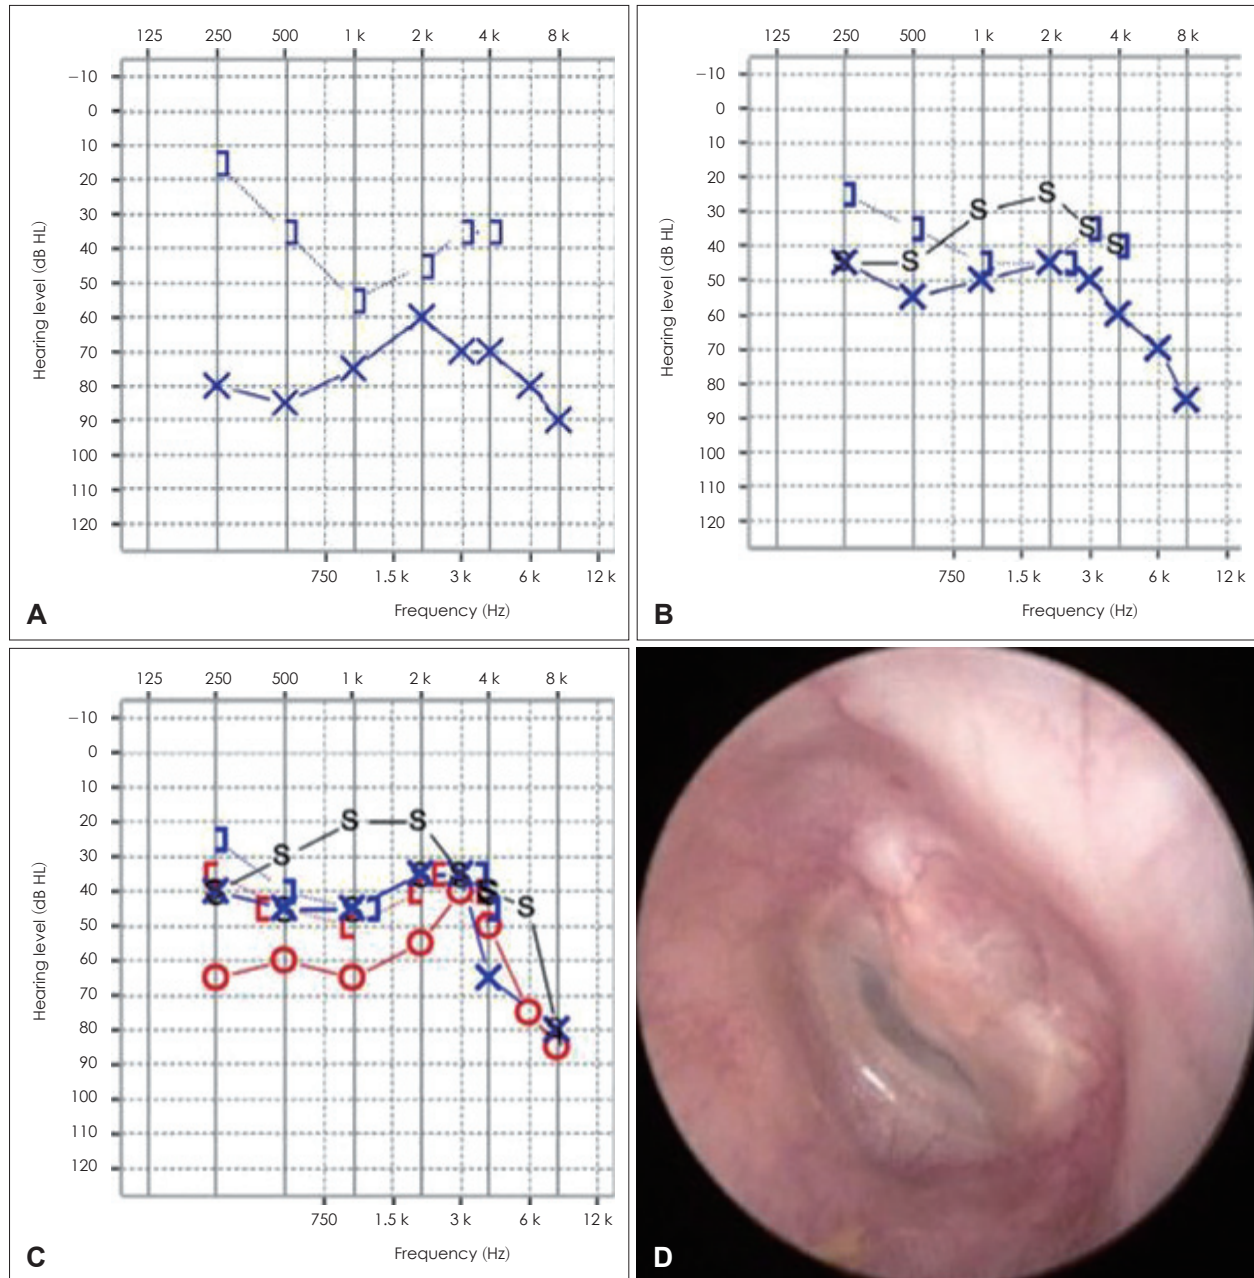 125 250 500 1 k 2 k 4 k 8 k
−10
0
10
20
30
40
50
60
70
80
90
100
110
120
Hearing level (dB HL)
750 1.5 k 3 k 6 k 12 k
Frequency (Hz)
A
125 250 500 1 k 2 k 4 k 8 k
−10
0
10
20
30
40
50
60
70
80
90
100
110
120
Hearing level (dB HL)
S S S S S S
750 1.5 k 3 k 6 k 12 k
Frequency (Hz)
B
125 250 500 1 k 2 k 4 k 8 k
−10
0
10
20
30
40
50
60
70
80
90
100
110
120
Hearing level (dB HL)
S S S S S S
750 1.5 k 3 k 6 k 12 k
Frequency (Hz)
C
D